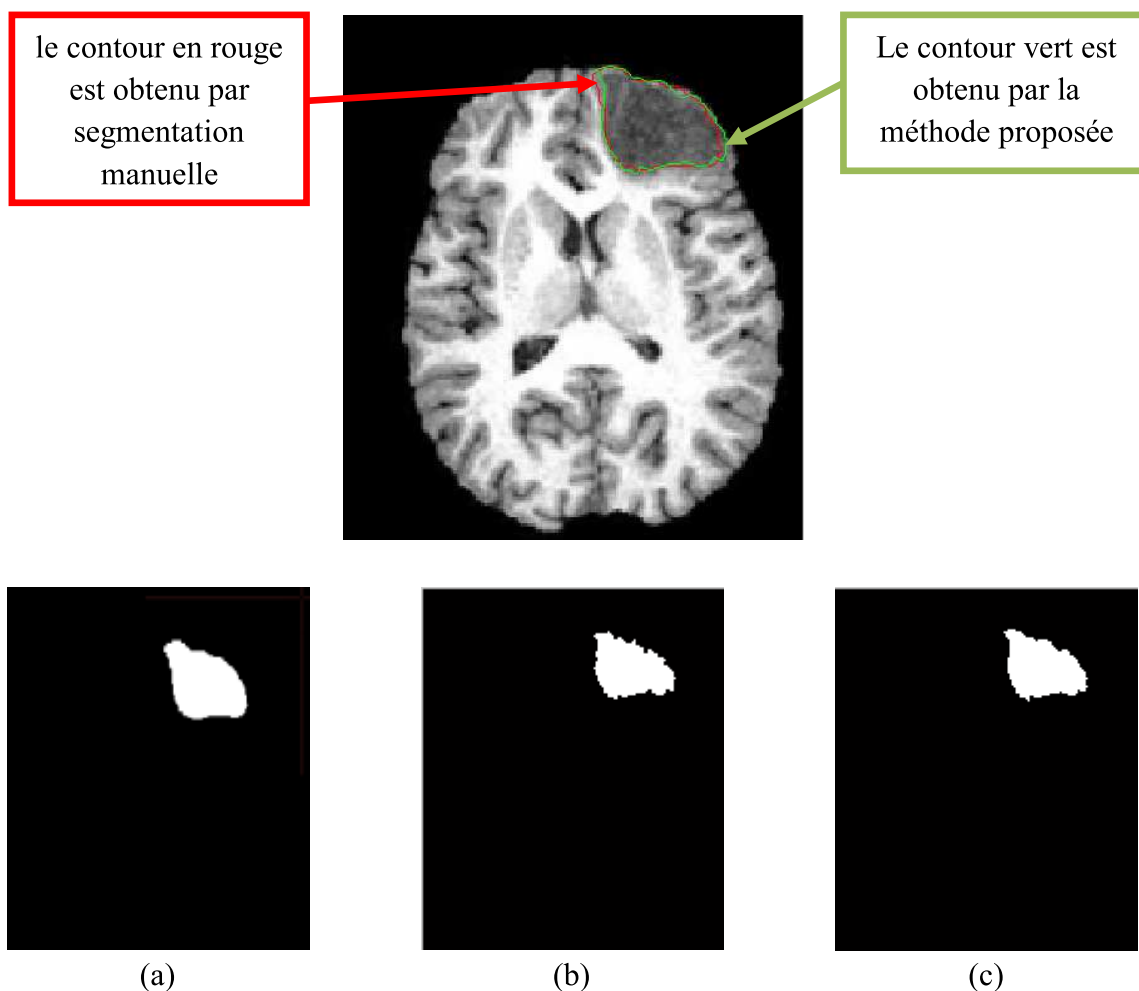 le contour en rouge
est obtenu par
segmentation
manuelle
Le contour vert est
obtenu par la
méthode proposée
(a)
(b)
(c)